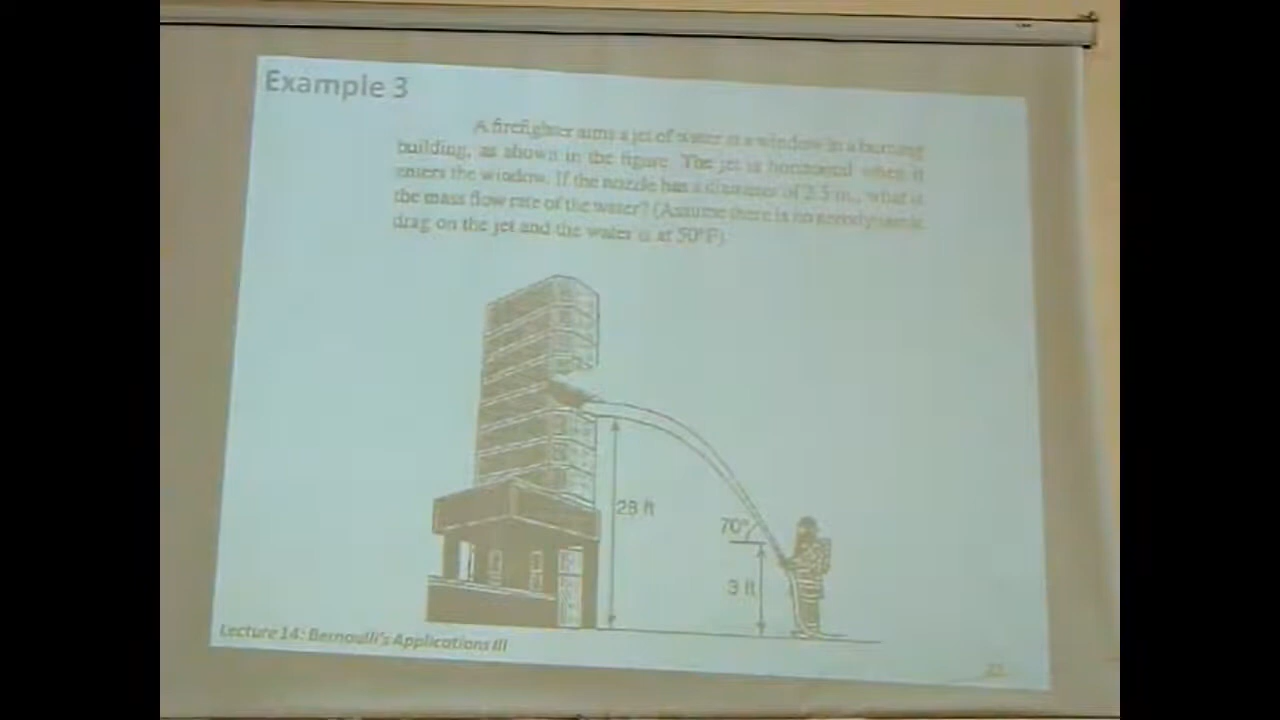 Example 3
A firefighter aims a jet of water at a window in a burning
building, as shown in the figure. The jet is horizontal when it
enters the window. If the nozzle has a diameter of 2.5 in., what is
the mass flow rate of the water? (Assume there is no aerodynamic
drag on the jet and the water is at 50°F)
28 ft
70°
3 ft
Lecture 14: Bernoulli's Applications III